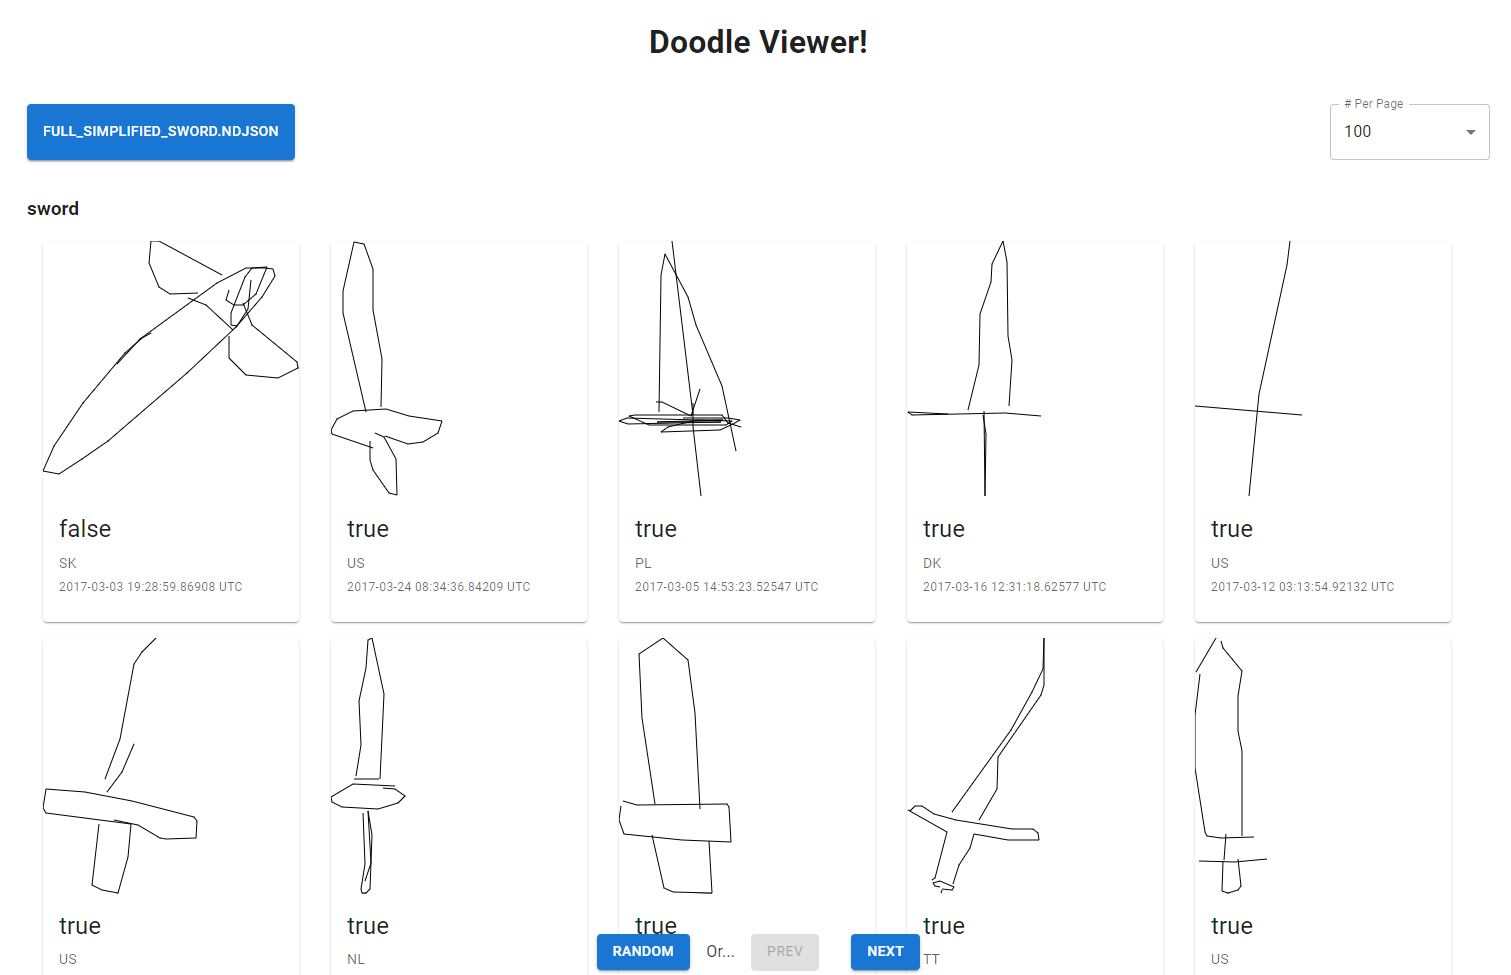 Doodle Viewer!
FULL_SIMPLIFIED_SWORD.NDJSON
# Per Page
100
sword
false
SK
2017-03-03 19:28:59.86908 UTC
true
US
2017-03-24 08:34:36.84209 UTC
true
PL
2017-03-05 14:53:23.52547 UTC
true
DK
2017-03-16 12:31:18.62577 UTC
true
US
2017-03-12 03:13:54.92132 UTC
true
US
true
NL
true
true
TT
true
US
RANDOM Or... PREV NEXT